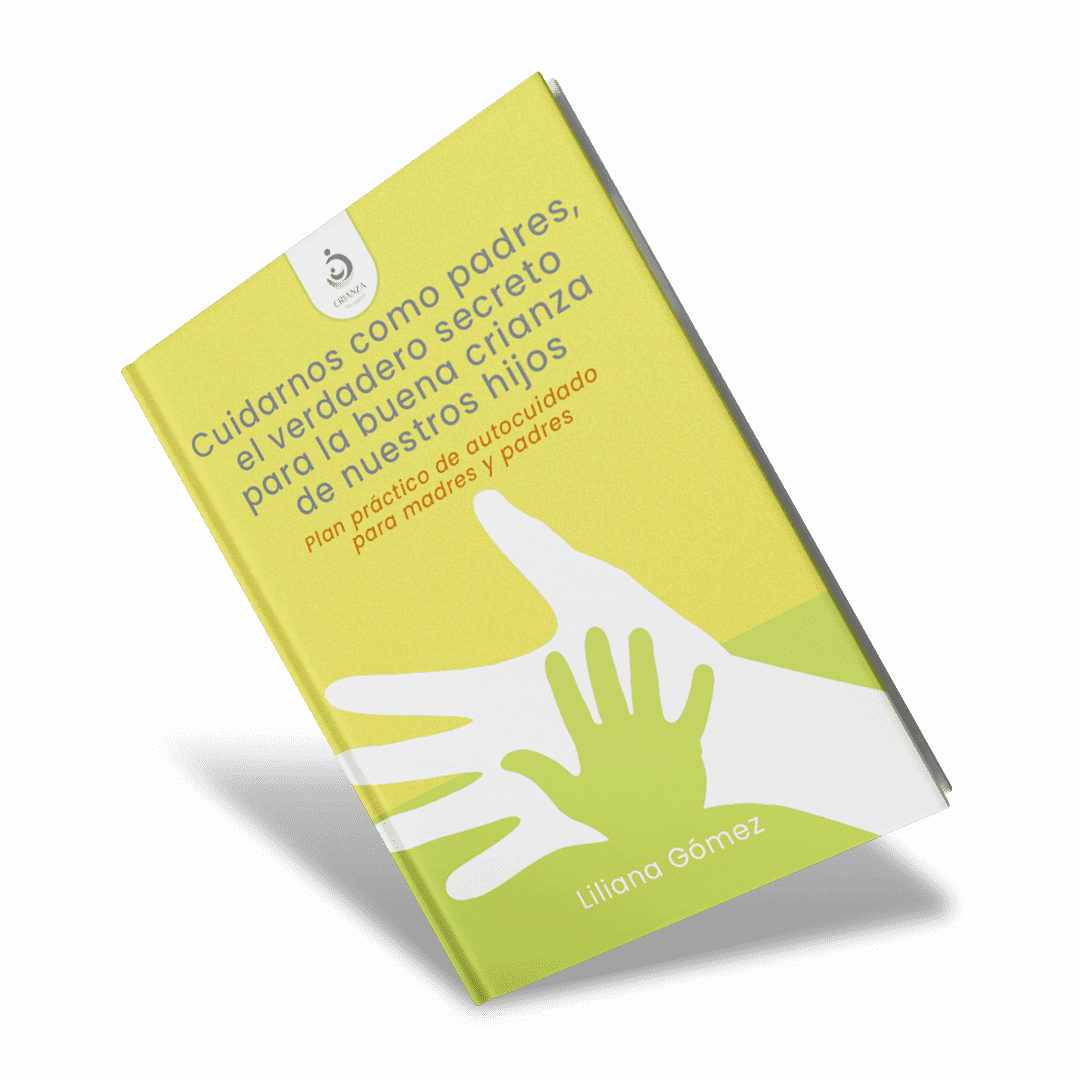 CRIANZA
Cuidarnos como padres,
el verdadero secreto
para la buena crianza
de nuestros hijos
Plan práctico de autocuidado
para madres y padres
Liliana Gómez